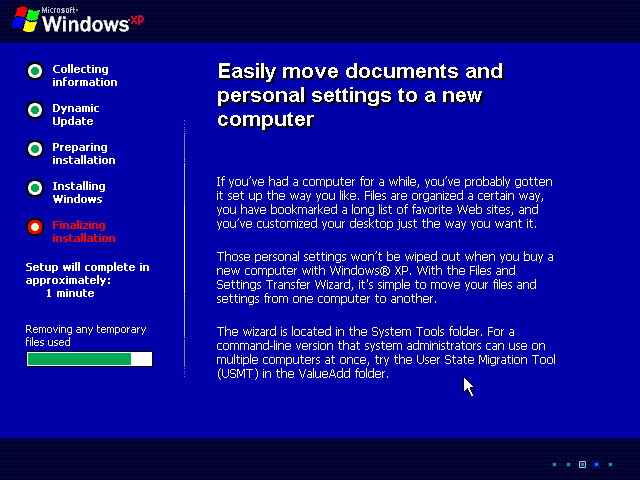 Microsoft®
Windows xp
Collecting
information
Dynamic
Update
Preparing
installation
Installing
Windows
Finalizing
installation
Setup will complete in
approximately:
1 minute
Removing any temporary
files used
Easily move documents and
personal settings to a new
computer
If you've had a computer for a while, you've probably gotten
it set up the way you like. Files are organized a certain way,
you have bookmarked a long list of favorite Web sites, and
you've customized your desktop just the way you want it.
Those personal settings won't be wiped out when you buy a
new computer with Windows® XP. With the Files and
Settings Transfer Wizard, it's simple to move your files and
settings from one computer to another.
The wizard is located in the System Tools folder. For a
command-line version that system administrators can use on
multiple computers at once, try the User State Migration Tool
(USMT) in the ValueAdd folder.